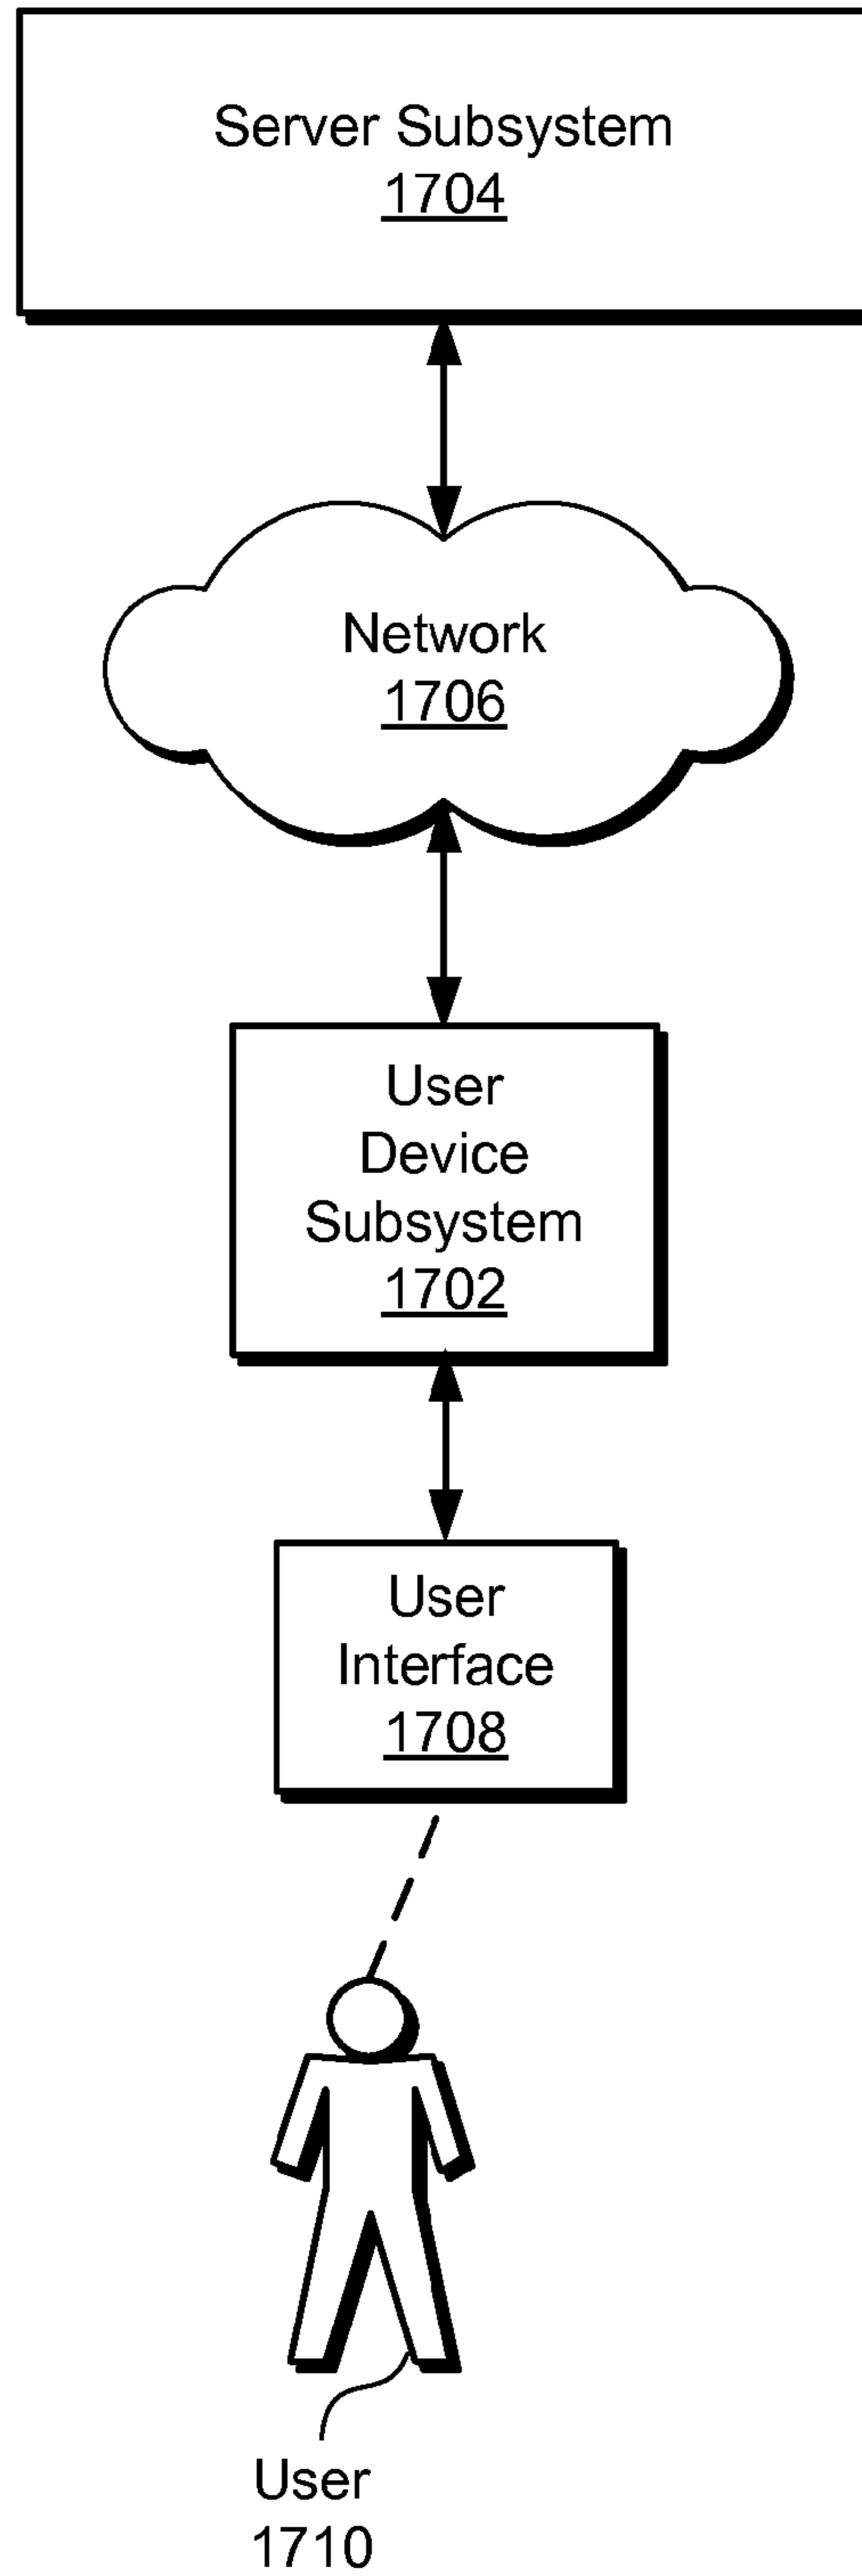 Server Subsystem
1704
Network
1706
User
Device
Subsystem
1702
User
Interface
1708
User
1710